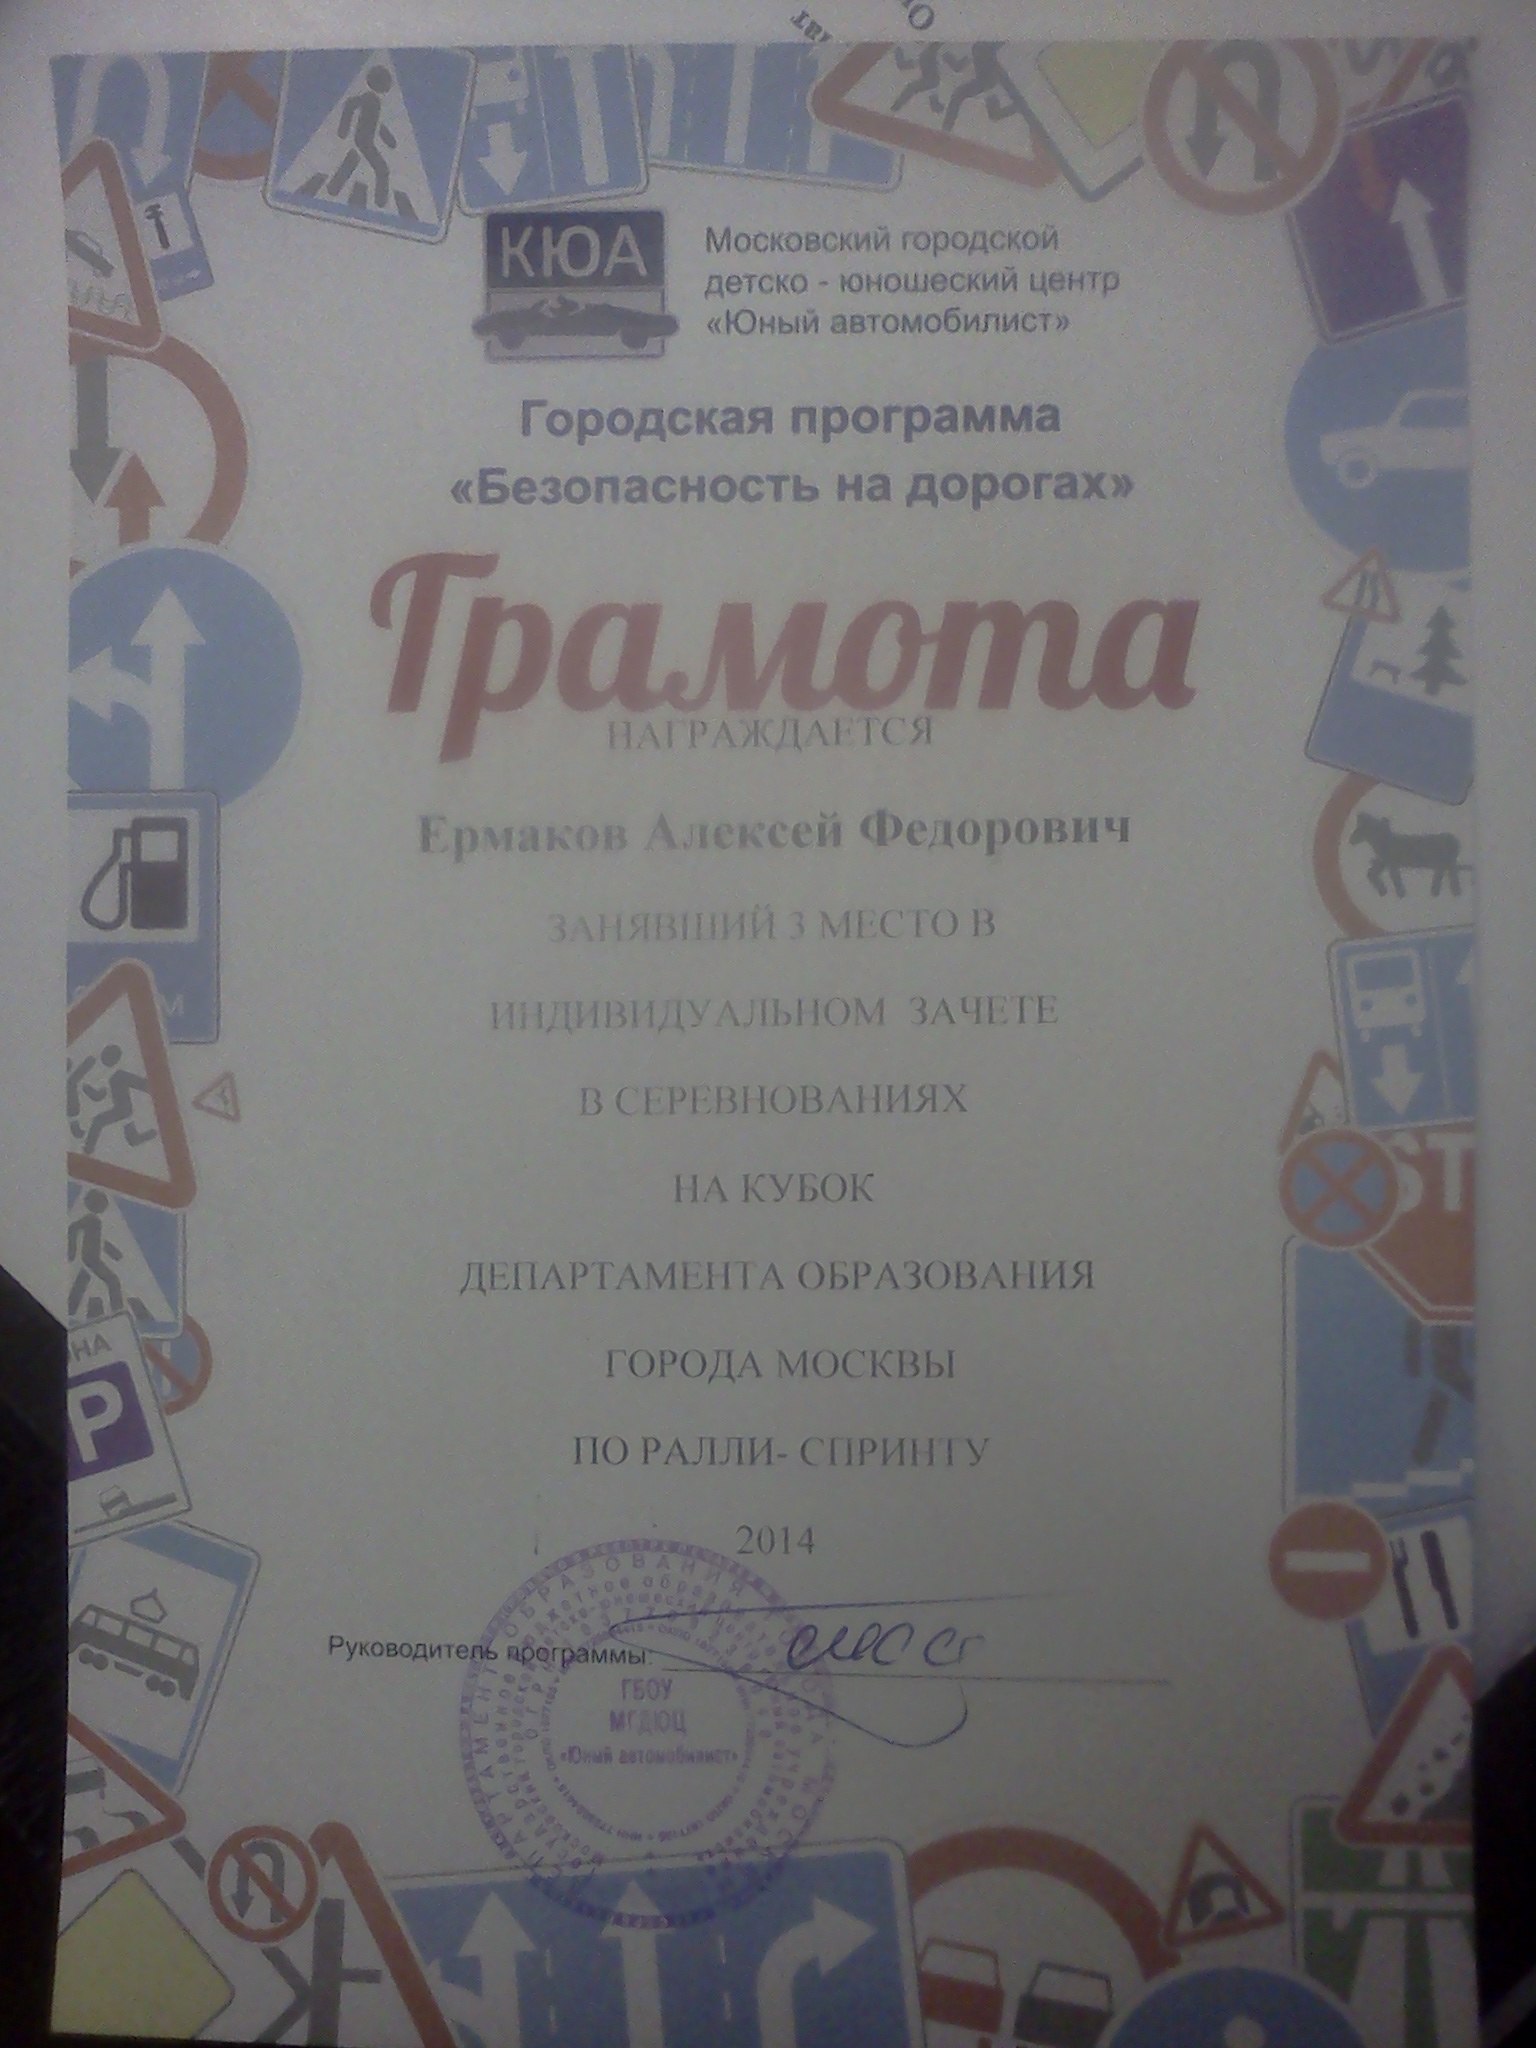 КЮА
Московский городской
детско - юношеский центр
«Юный автомобилист»
Городская программа
«Безопасность на дорогах»
Грамота
НАГРАЖДАЕТСЯ
Ермаков Алексей Федорович
ЗАНЯВШИЙ 3 МЕСТО В
ИНДИВИДУАЛЬНОМ ЗАЧЕТЕ
В СЕРЕВНОВАНИЯХ
НА КУБОК
ДЕПАРТАМЕНТА ОБРАЗОВАНИЯ
ГОРОДА МОСКВЫ
ПО РАЛЛИ- СПРИНТУ
2014
Руководитель программы:
ГБОУ
МГДЮЦ
«Юный автомобилист»
P